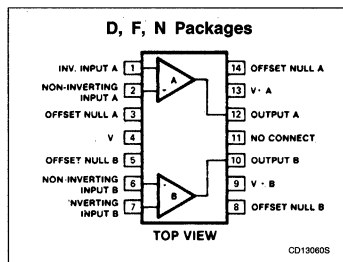 D, F, N Packages
INV. INPUT A 1
NON-INVERTING
INPUT A 2
OFFSET NULL A 3
V 4
OFFSET NULL B 5
NON-INVERTING
INPUT B 6
NVERTING
INPUT B 7
A
B
14 OFFSET NULL A
13 V · A
12 OUTPUT A
11 NO CONNECT
10 OUTPUT B
9 V · B
8 OFFSET NULL B
TOP VIEW
CD13060S